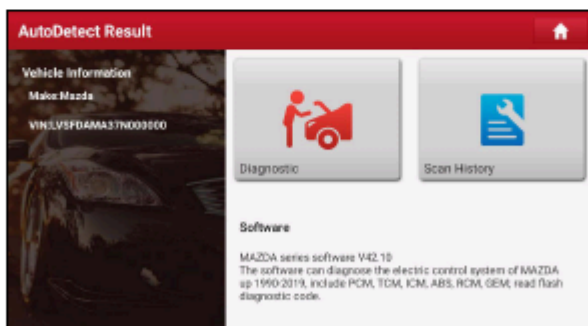 AutoDetect Result
Vehicle Information
Make:Mazda
VIN:LVSFDAMA37N000000
Diagnostic
Scan History
Software
MAZDA series software V42.10
The software can diagnose the electric control system of MAZDA
up 1990-2019, include PCM, TCM, ICM, ABS, RCM, GEM; read flash
diagnostic code.